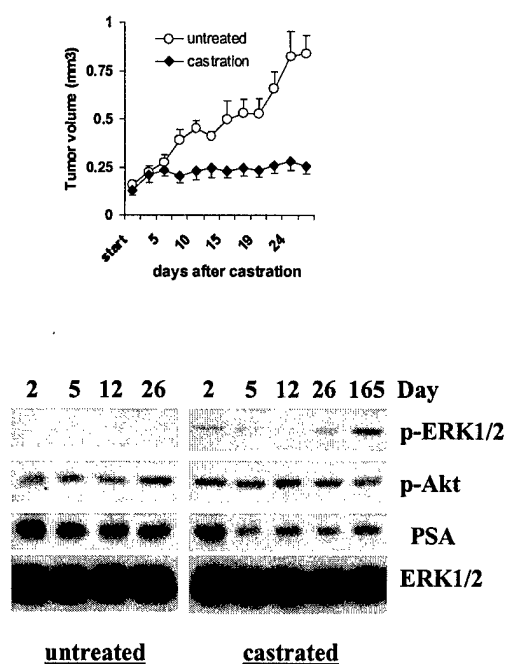 1
0.75
0.5
0.25
0
Tumor volume (mm3)
untreated
castration
start 5 10 15 19 24
days after castration
2 5 12 26 2 5 12 26 165 Day
p-ERK1/2
p-Akt
PSA
ERK1/2
untreated castrated